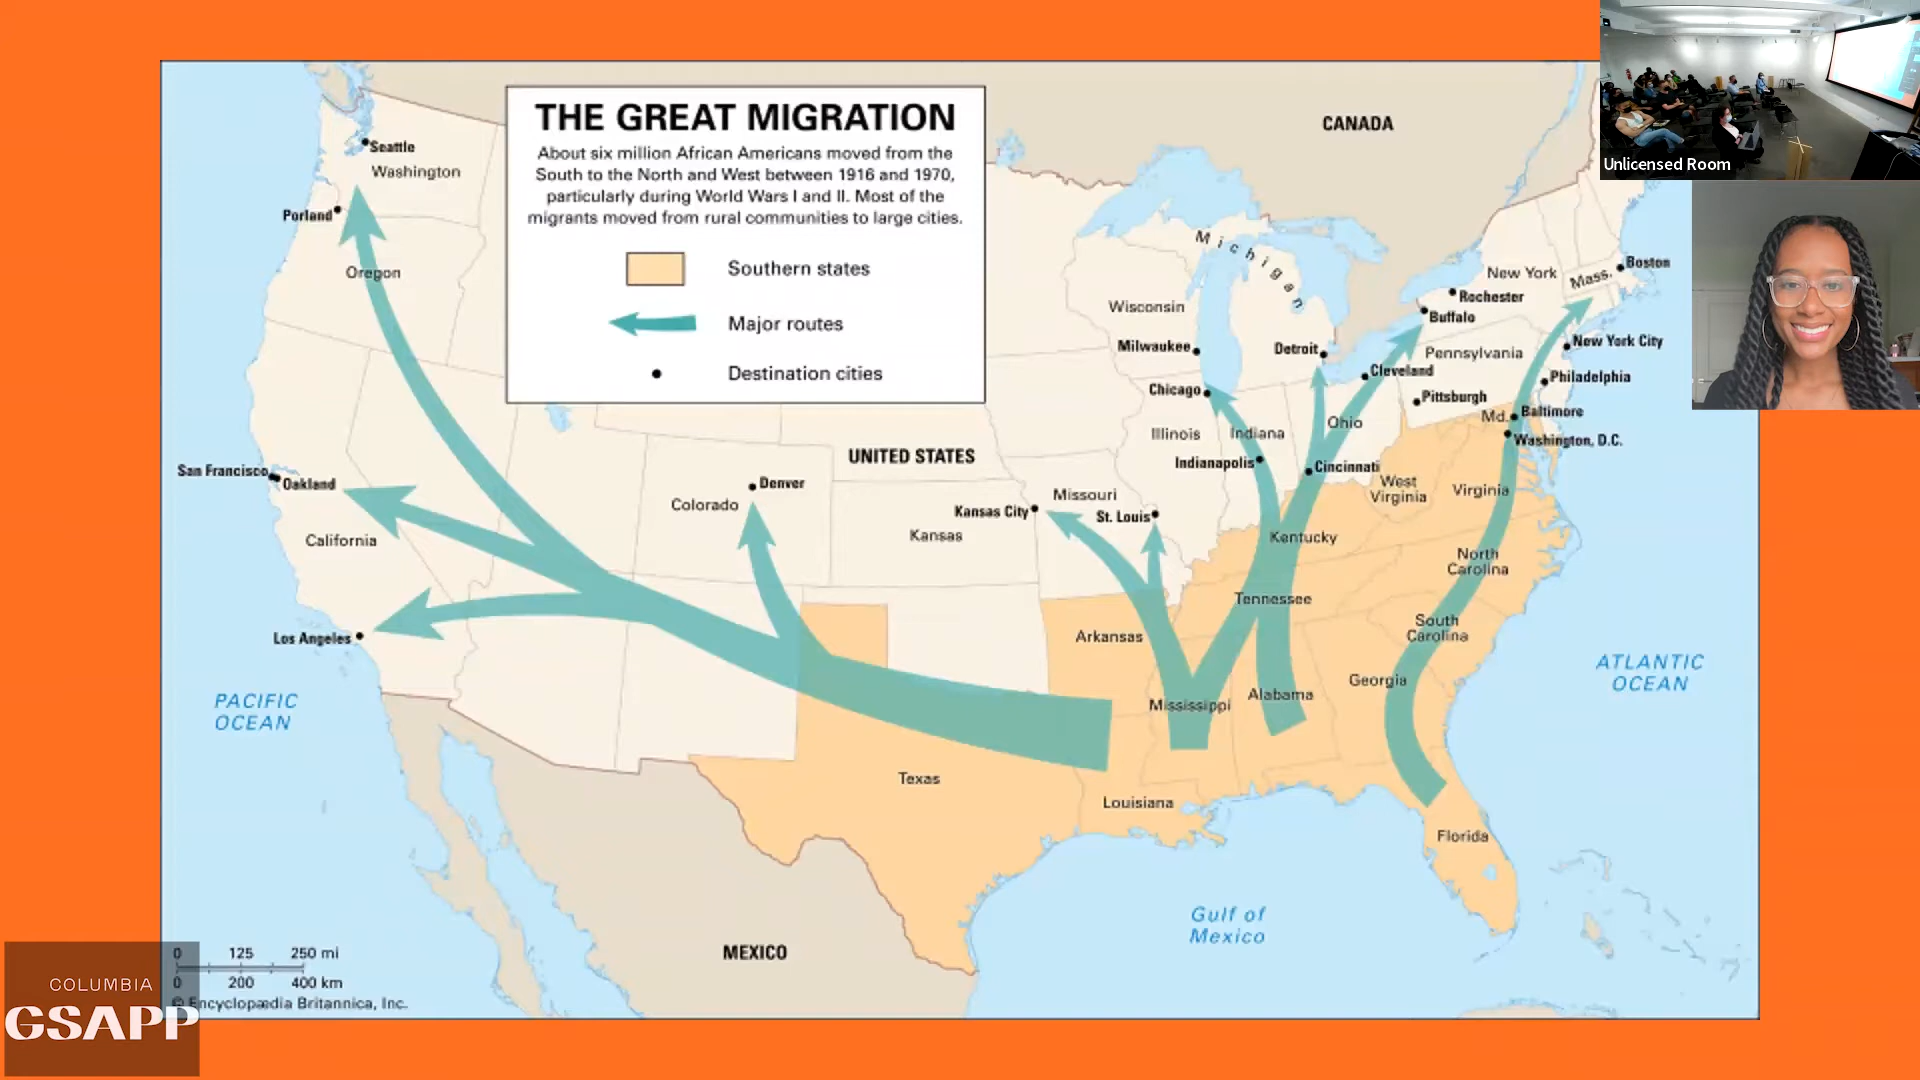 THE GREAT MIGRATION
About six million African Americans moved from the
South to the North and West between 1916 and 1970,
particularly during World Wars I and II. Most of the
migrants moved from rural communities to large cities.
Southern states
Major routes
Destination cities
CANADA
Unlicensed Room
Seattle
Washington
Porland
Oregon
San Francisco
Oakland
California
Los Angeles
PACIFIC
OCEAN
UNITED STATES
Denver
Colorado
Kansas City
Kansas
Missouri
St. Louis
Wisconsin
Michigan
Milwaukee
Chicago
Detroit
Illinois
Indiana
Indianapolis
Ohio
Cincinnati
Cleveland
Pittsburgh
Pennsylvania
Buffalo
Rochester
New York
Mass.
Boston
New York City
Philadelphia
Md.
Baltimore
Washington, D.C.
West
Virginia
Virginia
Kentucky
North
Carolina
Tennessee
South
Carolina
Arkansas
Mississippi
Alabama
Georgia
Texas
Louisiana
Florida
ATLANTIC
OCEAN
Gulf of
Mexico
MEXICO
0 125 250 mi
0 200 400 km
© Encyclopædia Britannica, Inc.
COLUMBIA
GSAPP